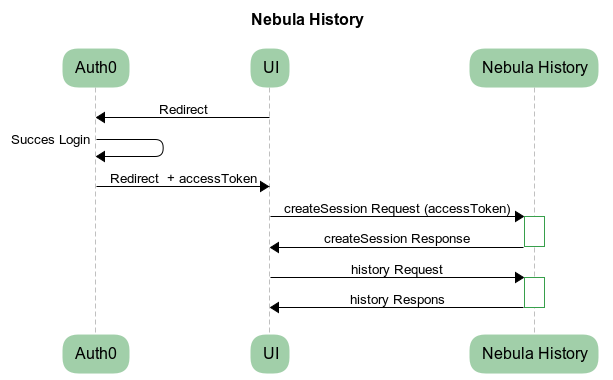 Nebula History
Auth0 UI Nebula History
Redirect
Succes Login
Redirect + accessToken
createSession Request (accessToken)
createSession Response
history Request
history Respons
Auth0 UI Nebula History